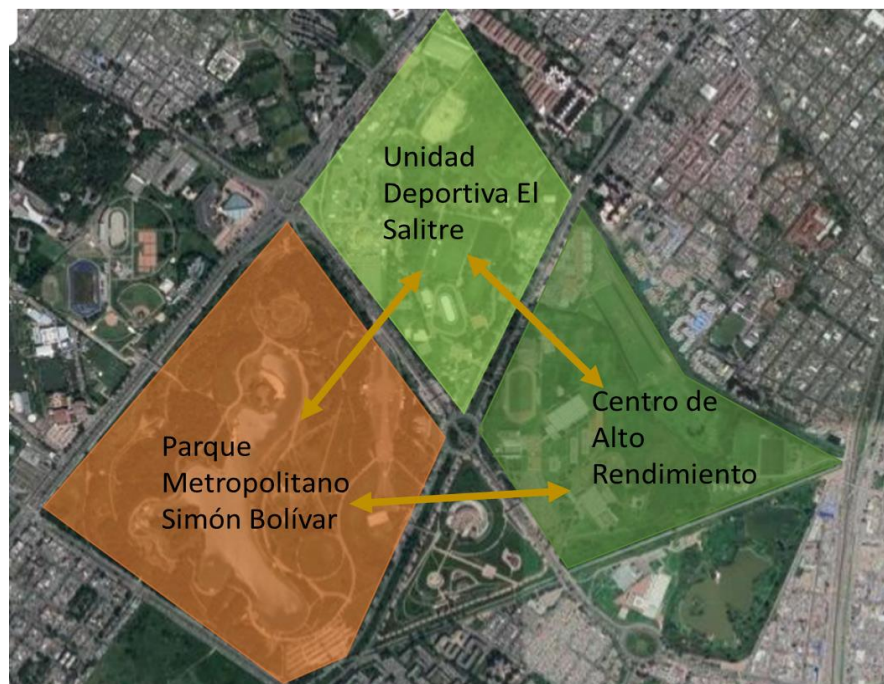 Unidad
Deportiva El
Salitre
Centro de
Alto
Rendimiento
Parque
Metropolitano
Simón Bolívar